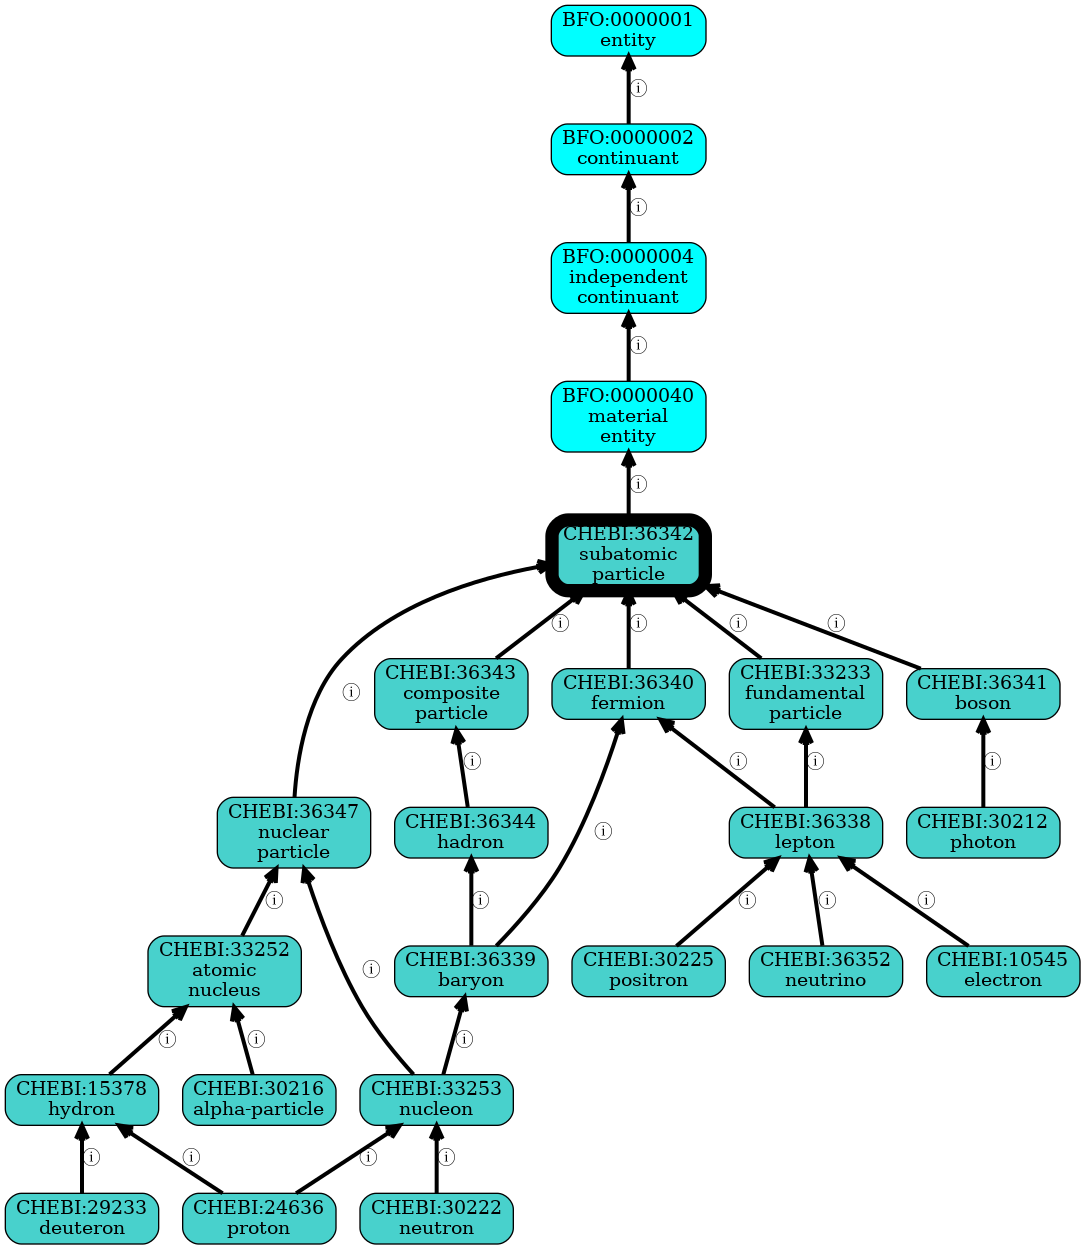 BFO:0000001
entity
ⓘ
BFO:0000002
continuant
ⓘ
BFO:0000004
independent
continuant
ⓘ
BFO:0000040
material
entity
ⓘ
CHEBI:36342
subatomic
particle
ⓘ
ⓘ
ⓘ
ⓘ
ⓘ
CHEBI:36343
composite
particle
CHEBI:36340
fermion
CHEBI:33233
fundamental
particle
CHEBI:36341
boson
ⓘ
ⓘ
ⓘ
ⓘ
ⓘ
CHEBI:36347
nuclear
particle
CHEBI:36344
hadron
CHEBI:36338
lepton
CHEBI:30212
photon
ⓘ
ⓘ
ⓘ
ⓘ
ⓘ
ⓘ
CHEBI:33252
atomic
nucleus
CHEBI:36339
baryon
CHEBI:30225
positron
CHEBI:36352
neutrino
CHEBI:10545
electron
ⓘ
ⓘ
ⓘ
CHEBI:15378
hydron
CHEBI:30216
alpha-particle
CHEBI:33253
nucleon
ⓘ
ⓘ
ⓘ
ⓘ
CHEBI:29233
deuteron
CHEBI:24636
proton
CHEBI:30222
neutron